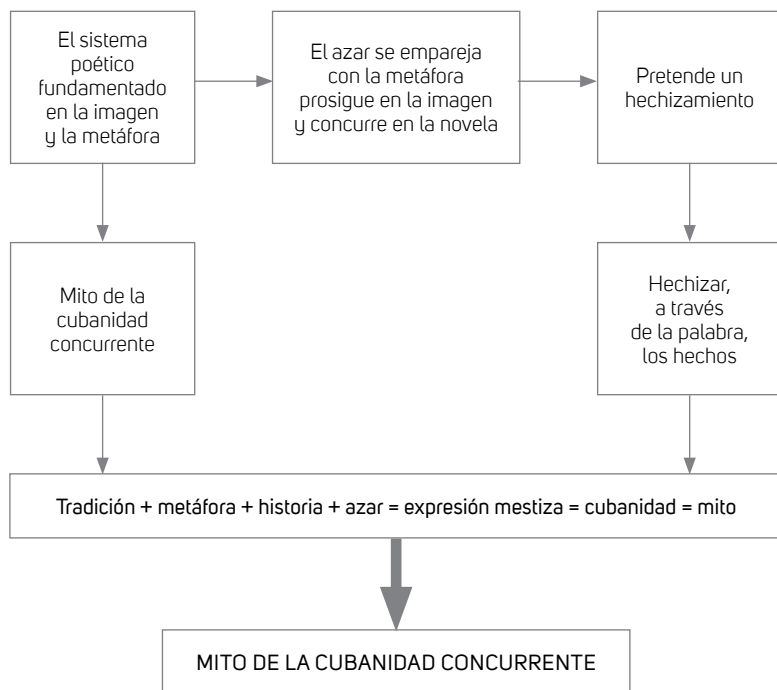 El sistema
poético
fundamentado
en la imagen
y la metáfora
El azar se empareja
con la metáfora
prosigue en la imagen
y concurre en la novela
Pretende un
hechizamiento
Mito de la
cubanidad
concurrente
Hechizar,
a través
de la palabra,
los hechos
Tradición + metáfora + historia + azar = expresión mestiza = cubanidad = mito
MITO DE LA CUBANIDAD CONCURRENTE